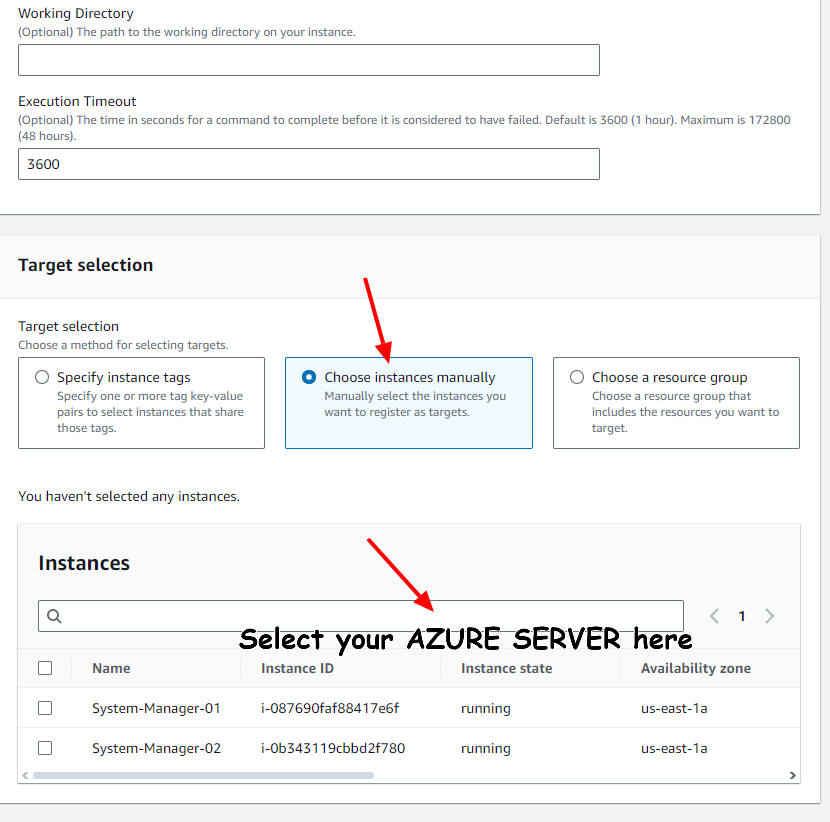 Working Directory
(Optional) The path to the working directory on your instance.
Execution Timeout
(Optional) The time in seconds for a command to complete before it is considered to have failed. Default is 3600 (1 hour). Maximum is 172800
(48 hours).
3600
Target selection
Target selection
Choose a method for selecting targets.
Specify instance tags
Specify one or more tag key-value
pairs to select instances that share
those tags.
Choose instances manually
Manually select the instances you
want to register as targets.
Choose a resource group
Choose a resource group that
includes the resources you want to
target.
You haven't selected any instances.
Instances
1
Select your AZURE SERVER here
Name Instance ID Instance state Availability zone
System-Manager-01 i-087690faf88417e6f running us-east-1a
System-Manager-02 i-0b343119cbbd2f780 running us-east-1a